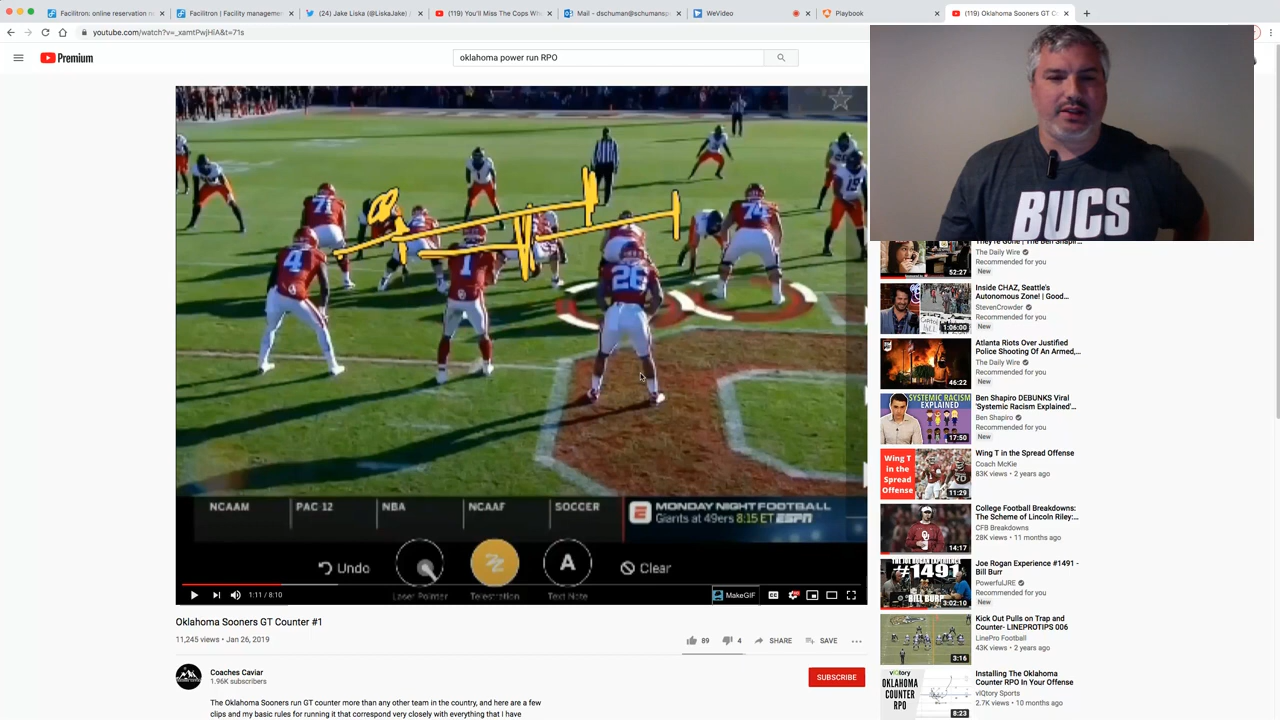 Facilitron: online reservation m
Facilitron | Facility managemen
(24) Jake Liska (@LiskaJake) /
(119) You'll Miss The Cops Wh
Mail - dschuman@schumansp
WeVideo
Playbook
(119) Oklahoma Sooners GT C
youtube.com/watch?v=_xamtPwjHiA&t=71s
Premium
oklahoma power run RPO
BUCS
71
74
26
15
NCAAM
PAC 12
NBA
NCAAF
SOCCER
MONDAY NIGHT FOOTBALL
Giants at 49ers 8:15 ET ESPN
Undo
A
Clear
Laser Pointer
Telestration
Text Note
1:11 / 8:10
MakeGIF
Oklahoma Sooners GT Counter #1
11,245 views • Jan 26, 2019
89
4
SHARE
SAVE
Coaches Caviar
1.96K subscribers
SUBSCRIBE
The Oklahoma Sooners run GT counter more than any other team in the country, and here are a few
clips and my basic rules for running it that correspond very closely with everything that I have
They're Gone | The Ben Shapir...
The Daily Wire
Recommended for you
New
52:27
Inside CHAZ, Seattle's
Autonomous Zone! | Good...
StevenCrowder
Recommended for you
New
1:06:00
Atlanta Riots Over Justified
Police Shooting Of An Armed,...
The Daily Wire
Recommended for you
New
46:22
SYSTEMIC RACISM
EXPLAINED
17:50
Ben Shapiro DEBUNKS Viral
'Systemic Racism Explained'...
Ben Shapiro
Recommended for you
New
Wing T
in the
Spread
Offense
11:29
Wing T in the Spread Offense
Coach McKie
83K views • 2 years ago
College Football Breakdowns:
The Scheme of Lincoln Riley:...
CFB Breakdowns
28K views • 11 months ago
14:17
THE JOE ROGAN EXPERIENCE
#1491
BILL BURR
3:02:10
Joe Rogan Experience #1491 -
Bill Burr
PowerfulJRE
Recommended for you
New
Kick Out Pulls on Trap and
Counter- LINEPROTIPS 006
LinePro Football
43K views • 2 years ago
3:16
vIQtory
OKLAHOMA
COUNTER
RPO
8:23
Installing The Oklahoma
Counter RPO In Your Offense
vIQtory Sports
2.7K views • 10 months ago